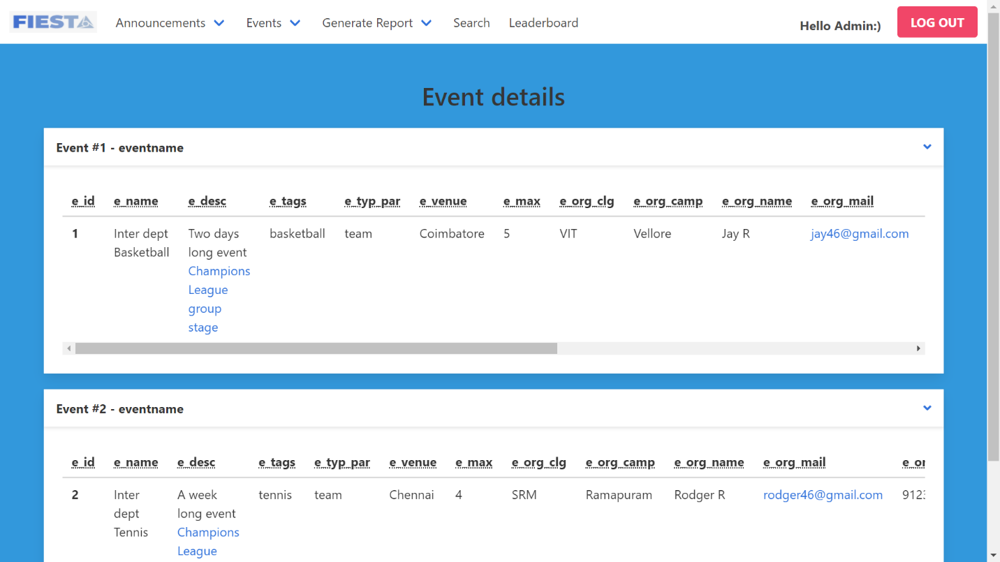 FIESTA Announcements Events Generate Report Search Leaderboard Hello Admin:) LOG OUT
Event details
Event #1 - eventname
e_id e_name e_desc e_tags e_typ_par e_venue e_max e_org_clg e_org_camp e_org_name e_org_mail
1 Inter dept Two days basketball team Coimbatore 5 VIT Vellore Jay R jay46@gmail.com
Basketball long event
Champions
League
group
stage
Event #2 - eventname
e_id e_name e_desc e_tags e_typ_par e_venue e_max e_org_clg e_org_camp e_org_name e_org_mail
2 Inter A week tennis team Chennai 4 SRM Ramapuram Rodger R rodger46@gmail.com
dept long event
Tennis Champions
League